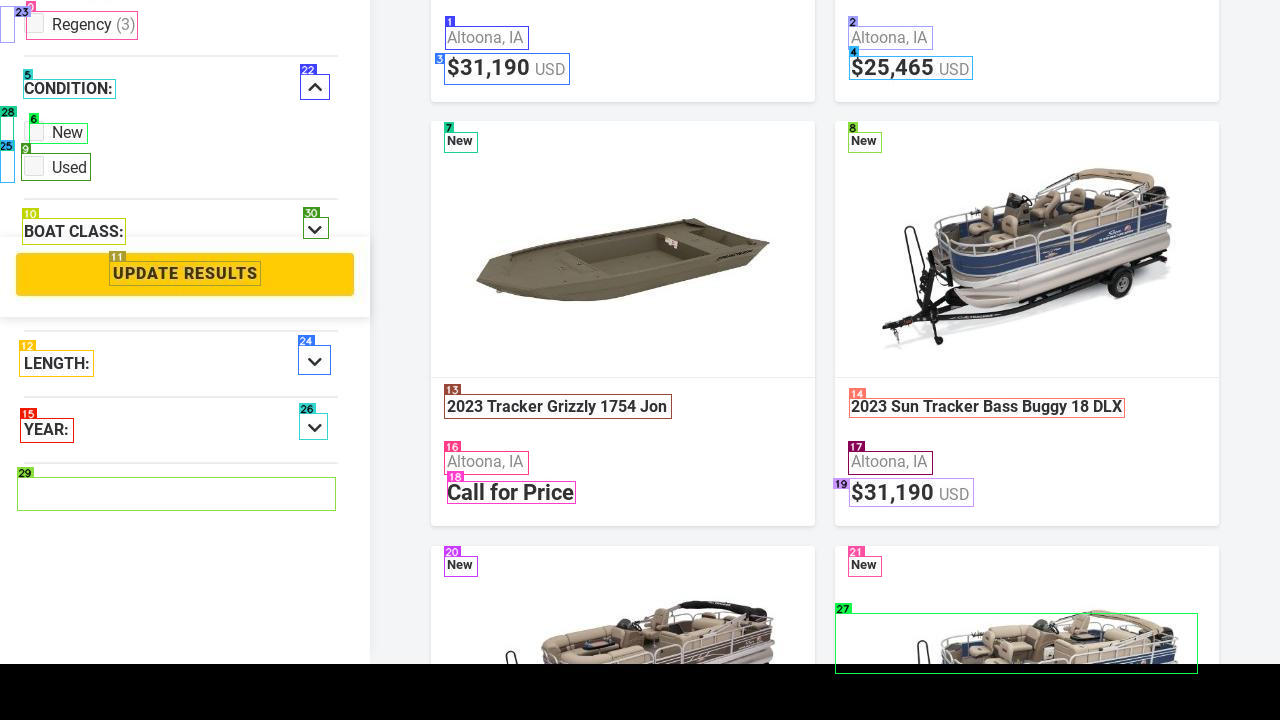 Regency (3)
CONDITION:
New
Used
BOAT CLASS:
UPDATE RESULTS
LENGTH:
YEAR:
Altoona, IA
$31,190 USD
Altoona, IA
$25,465 USD
New
2023 Tracker Grizzly 1754 Jon
Altoona, IA
Call for Price
New
2023 Sun Tracker Bass Buggy 18 DLX
Altoona, IA
$31,190 USD
New
New
23
5
22
28
6
25
9
10
30
11
12
24
15
26
29
1
2
3
4
7
8
13
14
16
17
18
19
20
21
27